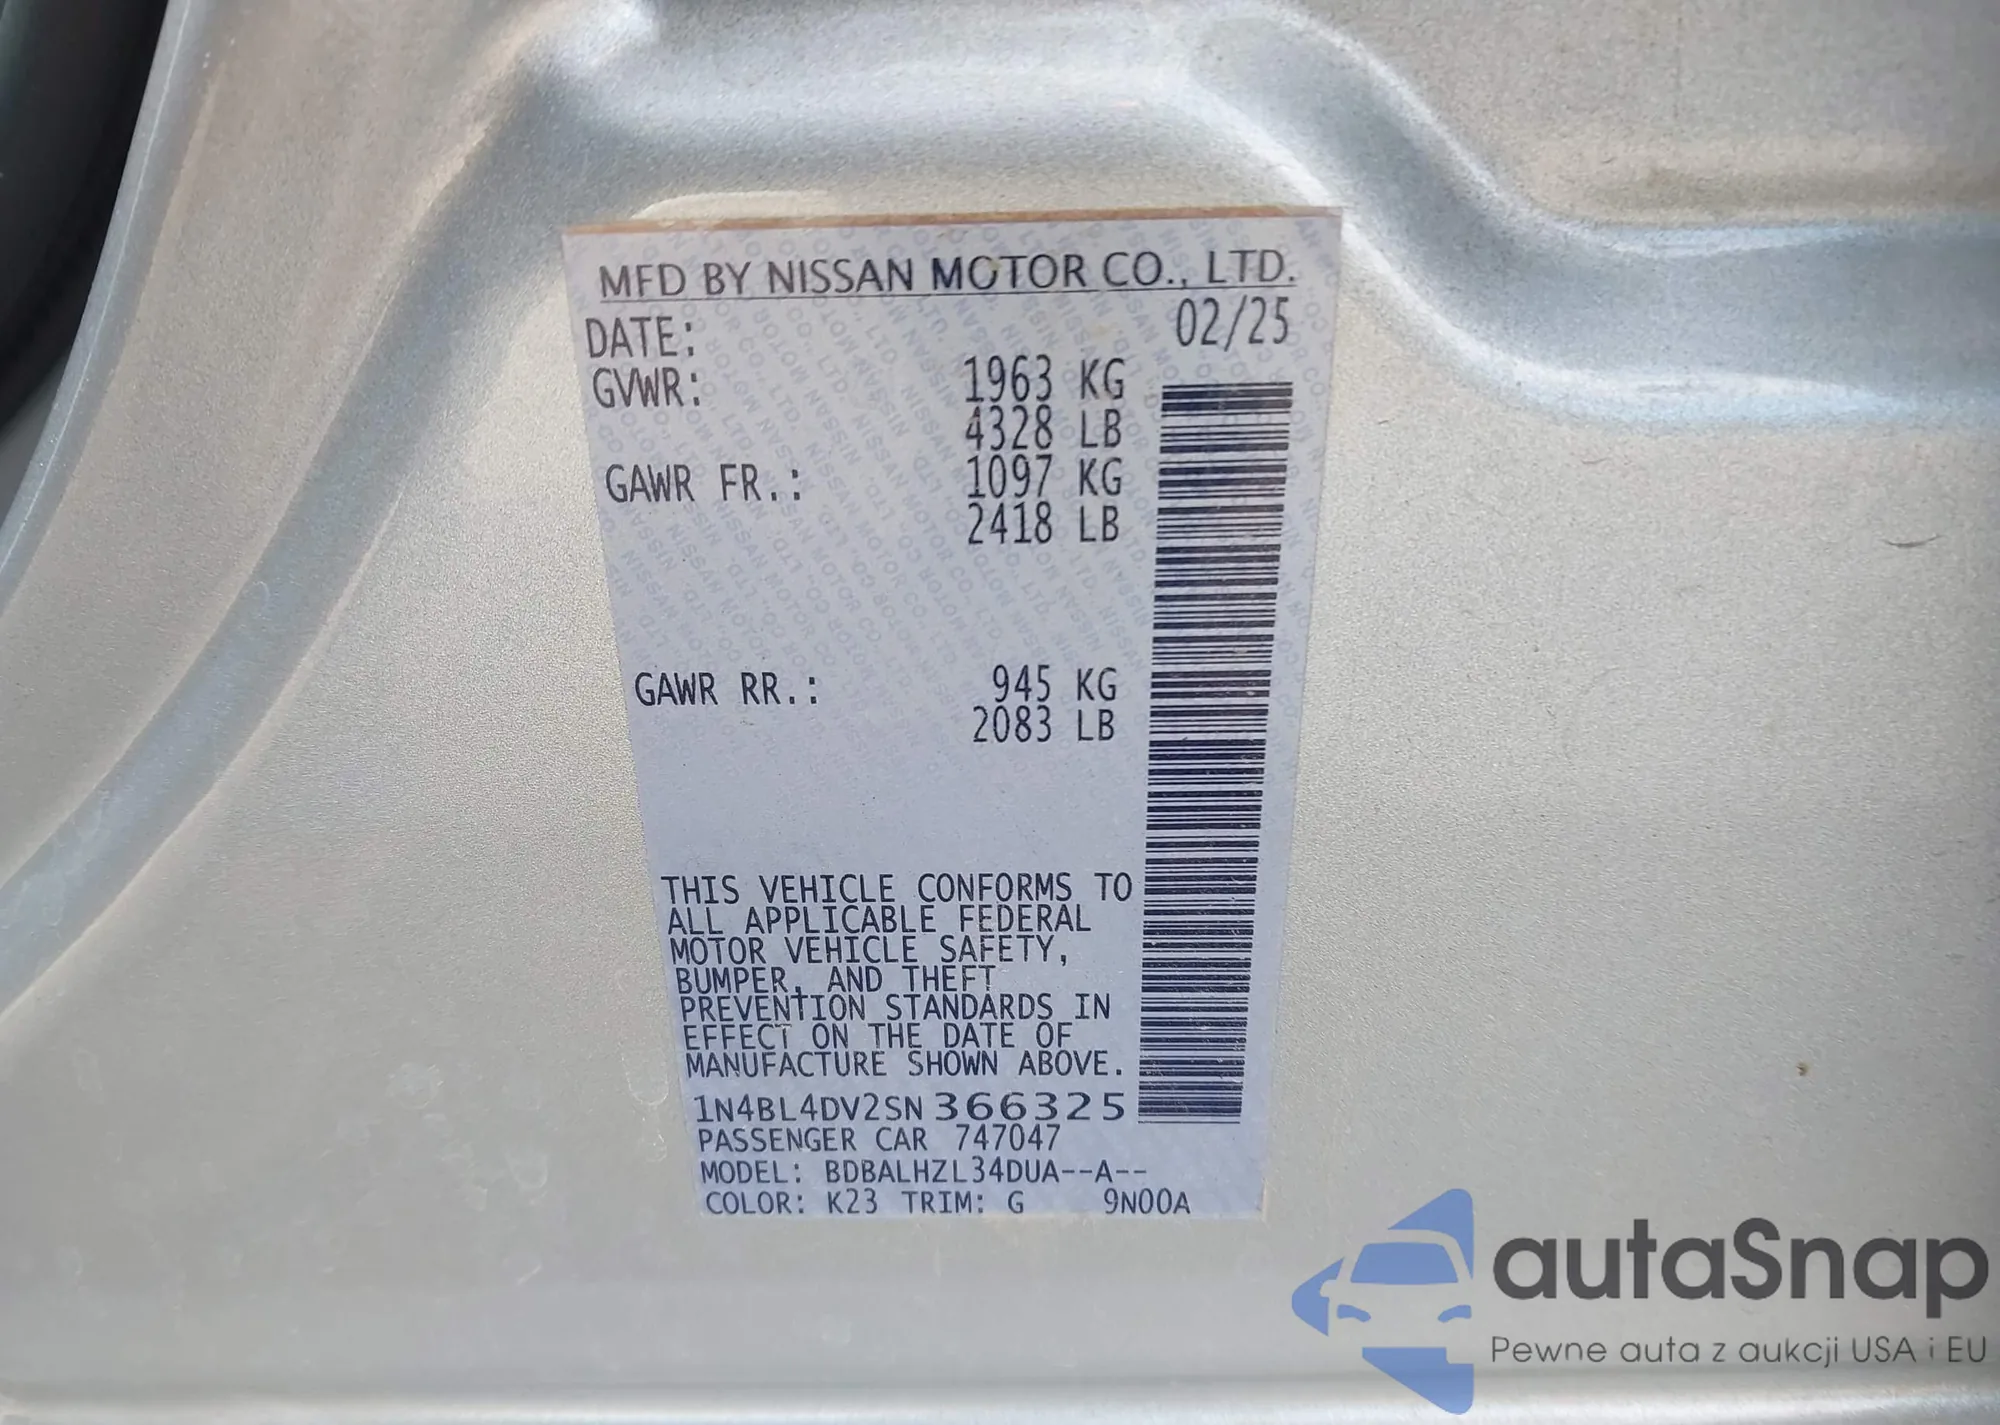 MFD BY NISSAN MOTOR CO., LTD.
DATE: 02/25
GVWR: 1963 KG
4328 LB
GAWR FR.: 1097 KG
2418 LB
GAWR RR.: 945 KG
2083 LB
THIS VEHICLE CONFORMS TO
ALL APPLICABLE FEDERAL
MOTOR VEHICLE SAFETY,
BUMPER, AND THEFT
PREVENTION STANDARDS IN
EFFECT ON THE DATE OF
MANUFACTURE SHOWN ABOVE.
1N4BL4DV2SN366325
PASSENGER CAR 747047
MODEL: BDBALHZL34DUA--A--
COLOR: K23 TRIM: G 9N00A
autaSnap
Pewne auta z aukcji USA i EU